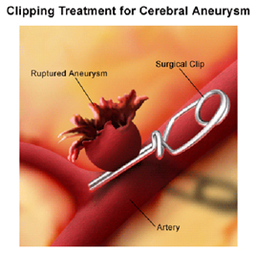 Clipping Treatment for Cerebral Aneurysm
Surgical Clip
Ruptured Aneurysm
Artery